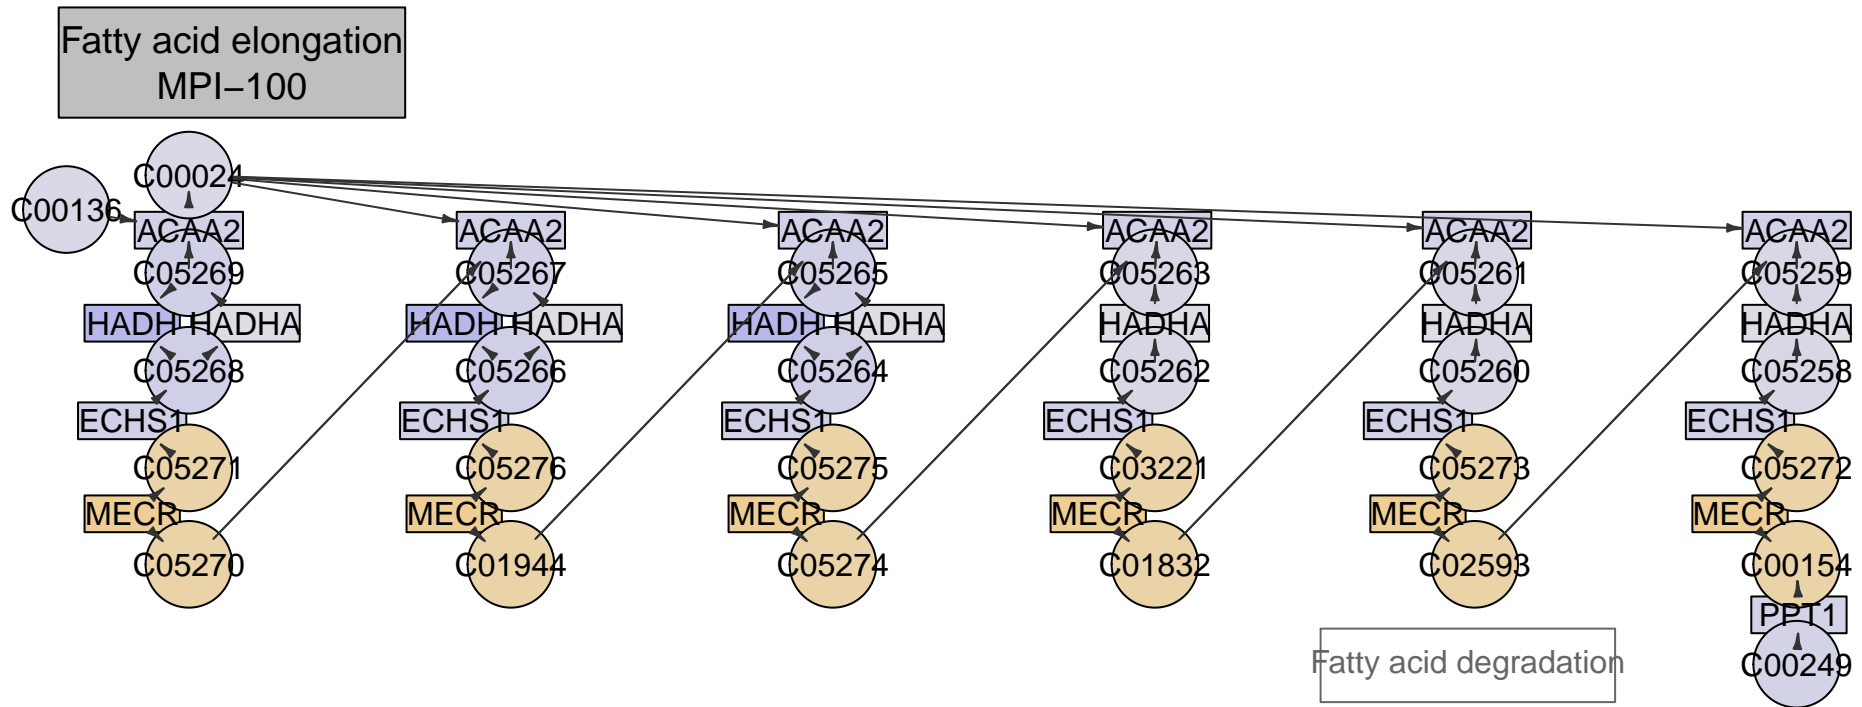 Fatty acid elongation
MPI−100
C00024
C00136
ACAA2 ACAA2 ACAA2 ACAA2 ACAA2 ACAA2
C05269 C05267 C05265 C05263 C05261 C05259
HADH HADHA HADH HADHA HADH HADHA HADHA HADHA HADHA
C05268 C05266 C05264 C05262 C05260 C05258
ECHS1 ECHS1 ECHS1 ECHS1 ECHS1 ECHS1
C05271 C05276 C05275 C03221 C05273 C05272
MECR MECR MECR MECR MECR MECR
C05270 C01944 C05274 C01832 C02593 C00154
PPT1
Fatty acid degradation C00249